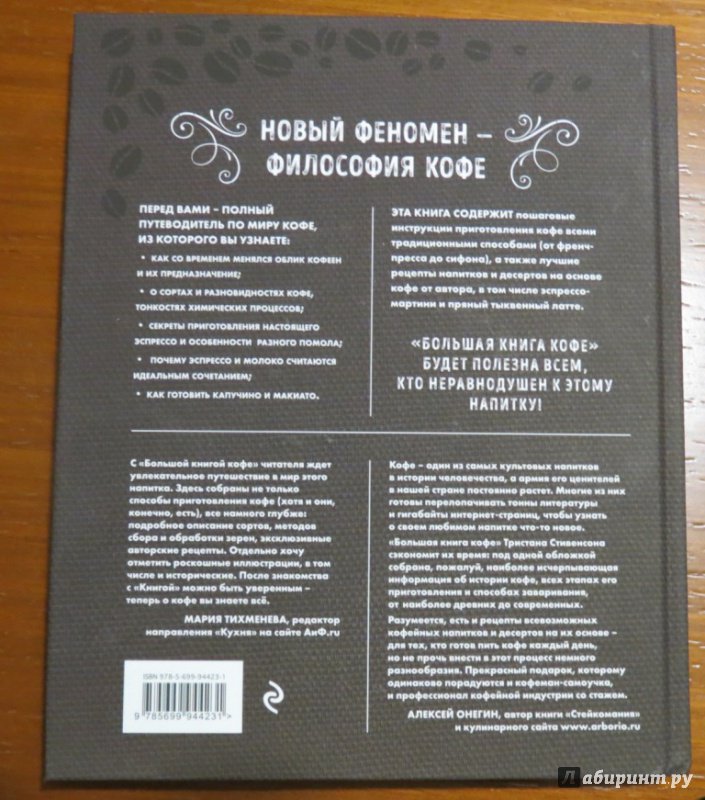 НОВЫЙ ФЕНОМЕН –
ФИЛОСОФИЯ КОФЕ
ПЕРЕД ВАМИ – ПОЛНЫЙ
ПУТЕВОДИТЕЛЬ ПО МИРУ КОФЕ,
ИЗ КОТОРОГО ВЫ УЗНАЕТЕ:
• КАК СО ВРЕМЕНЕМ МЕНЯЛСЯ ОБЛИК КОФЕЕН
И ИХ ПРЕДНАЗНАЧЕНИЕ;
• О СОРТАХ И РАЗНОВИДНОСТЯХ КОФЕ,
ТОНКОСТЯХ ХИМИЧЕСКИХ ПРОЦЕССОВ;
• СЕКРЕТЫ ПРИГОТОВЛЕНИЯ НАСТОЯЩЕГО
ЭСПРЕССО И ОСОБЕННОСТИ РАЗНОГО ПОМОЛА;
• ПОЧЕМУ ЭСПРЕССО И МОЛОКО СЧИТАЮТСЯ
ИДЕАЛЬНЫМ СОЧЕТАНИЕМ;
• КАК ГОТОВИТЬ КАПУЧИНО И МАКИАТО.
ЭТА КНИГА СОДЕРЖИТ пошаговые
инструкции приготовления кофе всеми
традиционными способами (от френч-
пресса до сифона), а также лучшие
рецепты напитков и десертов на основе
кофе от автора, в том числе эспрессо-
мартини и пряный тыквенный латте.
«БОЛЬШАЯ КНИГА КОФЕ»
БУДЕТ ПОЛЕЗНА ВСЕМ,
КТО НЕРАВНОДУШЕН К ЭТОМУ
НАПИТКУ!
С «Большой книгой кофе» читателя ждет
увлекательное путешествие в мир этого
напитка. Здесь собраны не только
способы приготовления кофе (хотя и они,
конечно, есть), все намного глубже:
подробное описание сортов, методов
сбора и обработки зерен, эксклюзивные
авторские рецепты. Отдельно хочу
отметить роскошные иллюстрации, в том
числе и исторические. После знакомства
с «Книгой» можно быть уверенным –
теперь о кофе вы знаете всё.
МАРИЯ ТИХМЕНЕВА, редактор
направления «Кухня» на сайте АиФ.ru
Кофе – один из самых культовых напитков
в истории человечества, а армия его ценителей
в нашей стране постоянно растет. Многие из них
готовы перелопачивать тонны литературы
и гигабайты интернет-страниц, чтобы узнать
о своем любимом напитке что-то новое.
«Большая книга кофе» Тристана Стивенсона
сэкономит их время: под одной обложкой
собрана, пожалуй, наиболее исчерпывающая
информация об истории кофе, всех этапах его
приготовления и способах заваривания,
от наиболее древних до современных.
Разумеется, есть и рецепты всевозможных
кофейных напитков и десертов на их основе –
для тех, кто готов пить кофе каждый день,
но не прочь внести в этот процесс немного
разнообразия. Прекрасный подарок, которому
одинаково порадуются и кофеман-самоучка,
и профессионал кофейной индустрии со стажем.
АЛЕКСЕЙ ОНЕГИН, автор книги «Стейкомания»
и кулинарного сайта www.arborio.ru
ISBN 978-5-699-94423-1
9 785699 944231 >
Лабиринт.ру